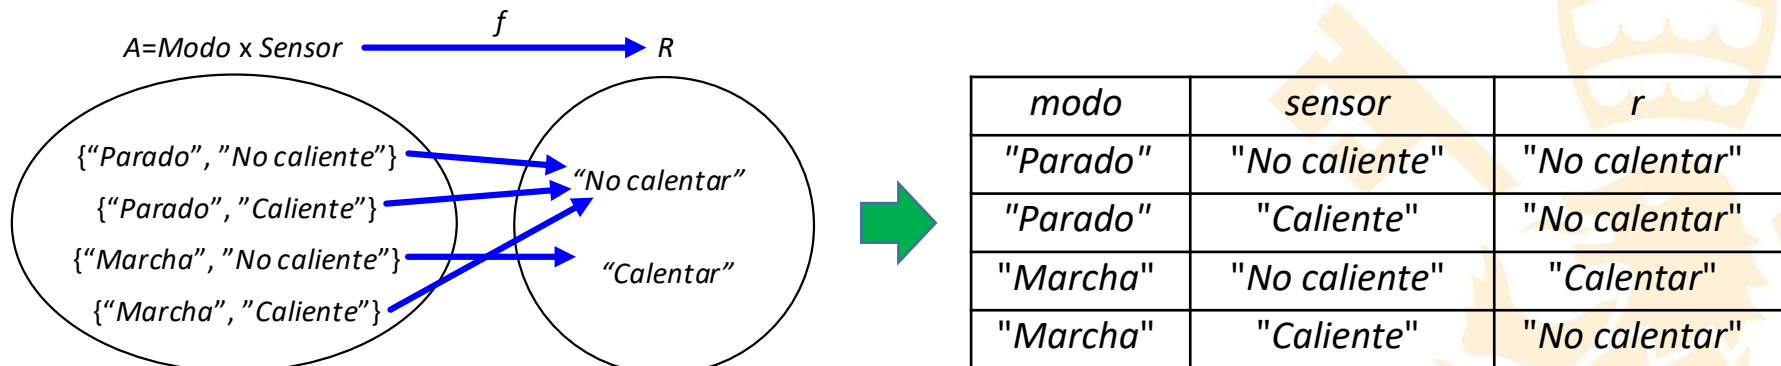 f
A=Modo x Sensor R
{“Parado”, ”No caliente”}
{“Parado”, ”Caliente”}
{“Marcha”, ”No caliente”}
{“Marcha”, ”Caliente”}
“No calentar”
“Calentar”
modo sensor r
"Parado" "No caliente" "No calentar"
"Parado" "Caliente" "No calentar"
"Marcha" "No caliente" "Calentar"
"Marcha" "Caliente" "No calentar"